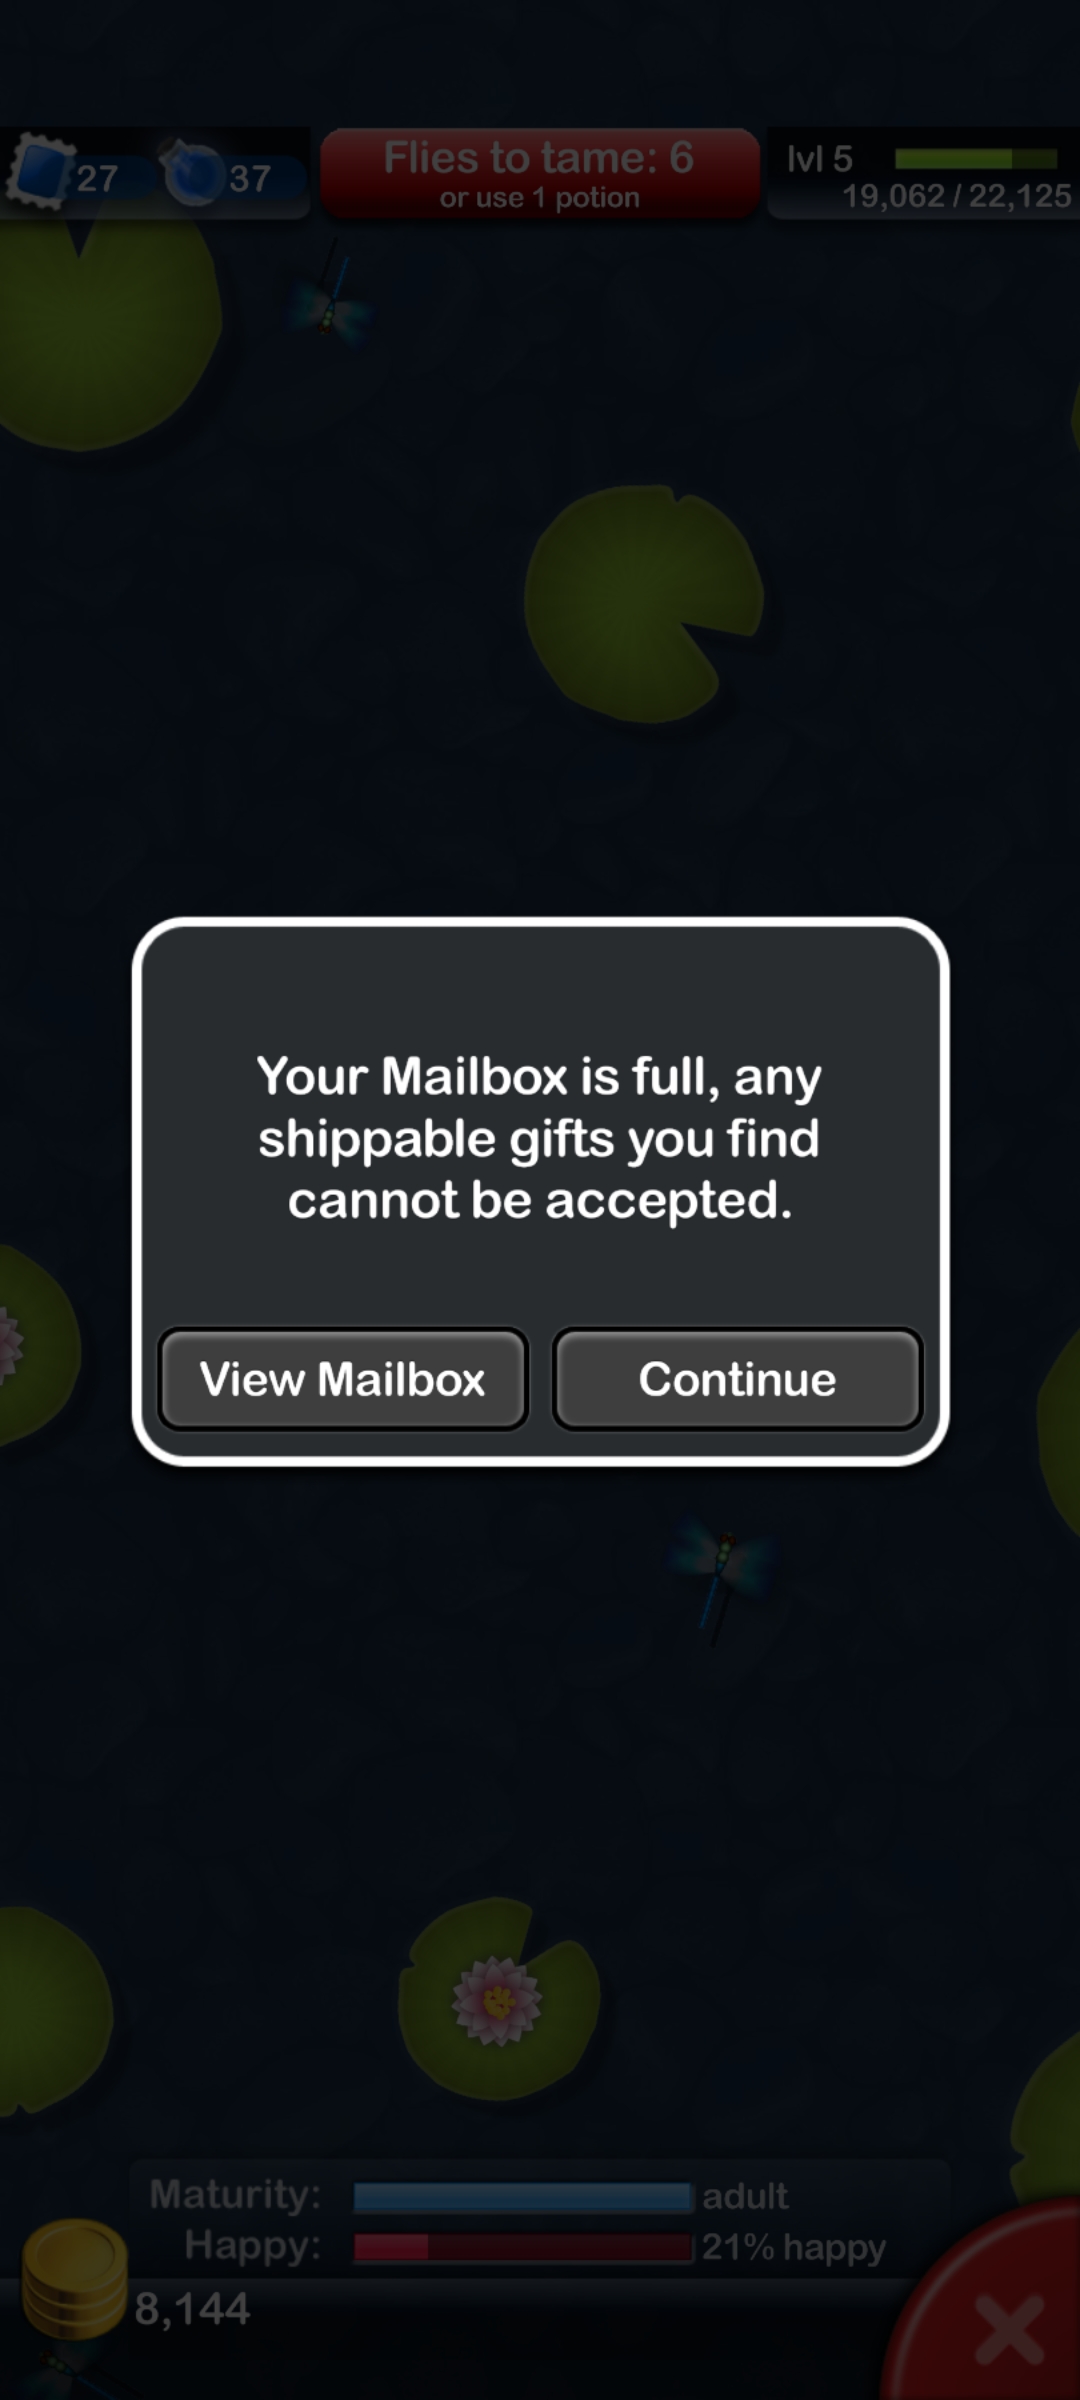 27
37
Flies to tame: 6
or use 1 potion
lvl 5
19,062 / 22,125
Your Mailbox is full, any
shippable gifts you find
cannot be accepted.
View Mailbox
Continue
Maturity:
adult
Happy:
21% happy
8,144